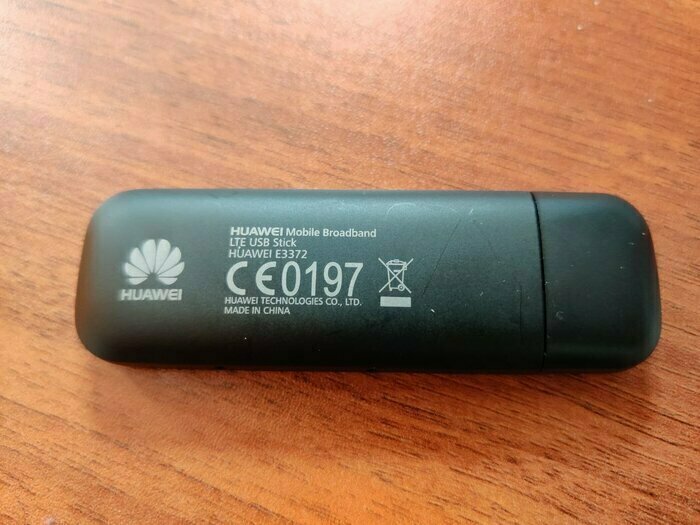 HUAWEI
HUAWEI Mobile Broadband
LTE USB Stick
HUAWEI E3372
CE0197
HUAWEI TECHNOLOGIES CO., LTD.
MADE IN CHINA